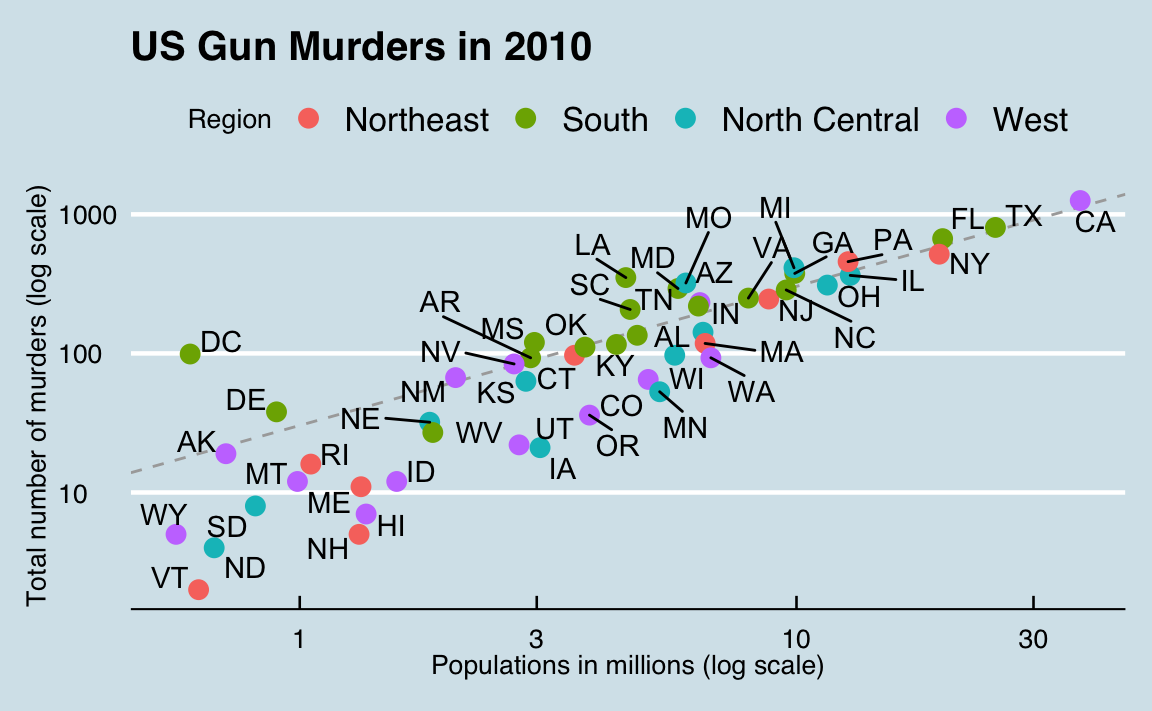 US Gun Murders in 2010
Region Northeast South North Central West
Total number of murders (log scale)
1000
100
10
CA
TX
FL
NY
MI
MO
VA
GA
PA
LA
MD
AZ
IL
SC
TN
OH
AR
IN
NJ
NC
MS
OK
AL
DC
NV
KY
MA
CT
WI
WA
NM
KS
DE
CO
NE
MN
WV
UT
OR
AK
RI
IA
MT
ID
ME
WY
SD
HI
NH
ND
VT
1 3 10 30
Populations in millions (log scale)